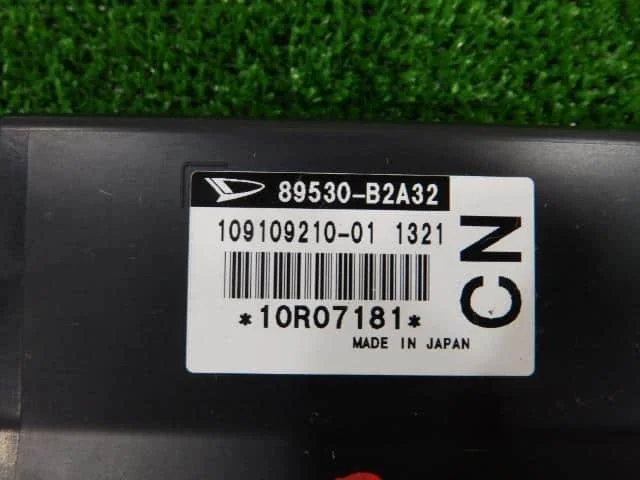 89530-B2A32
109109210-01 1321
*10R07181*
MADE IN JAPAN
CN